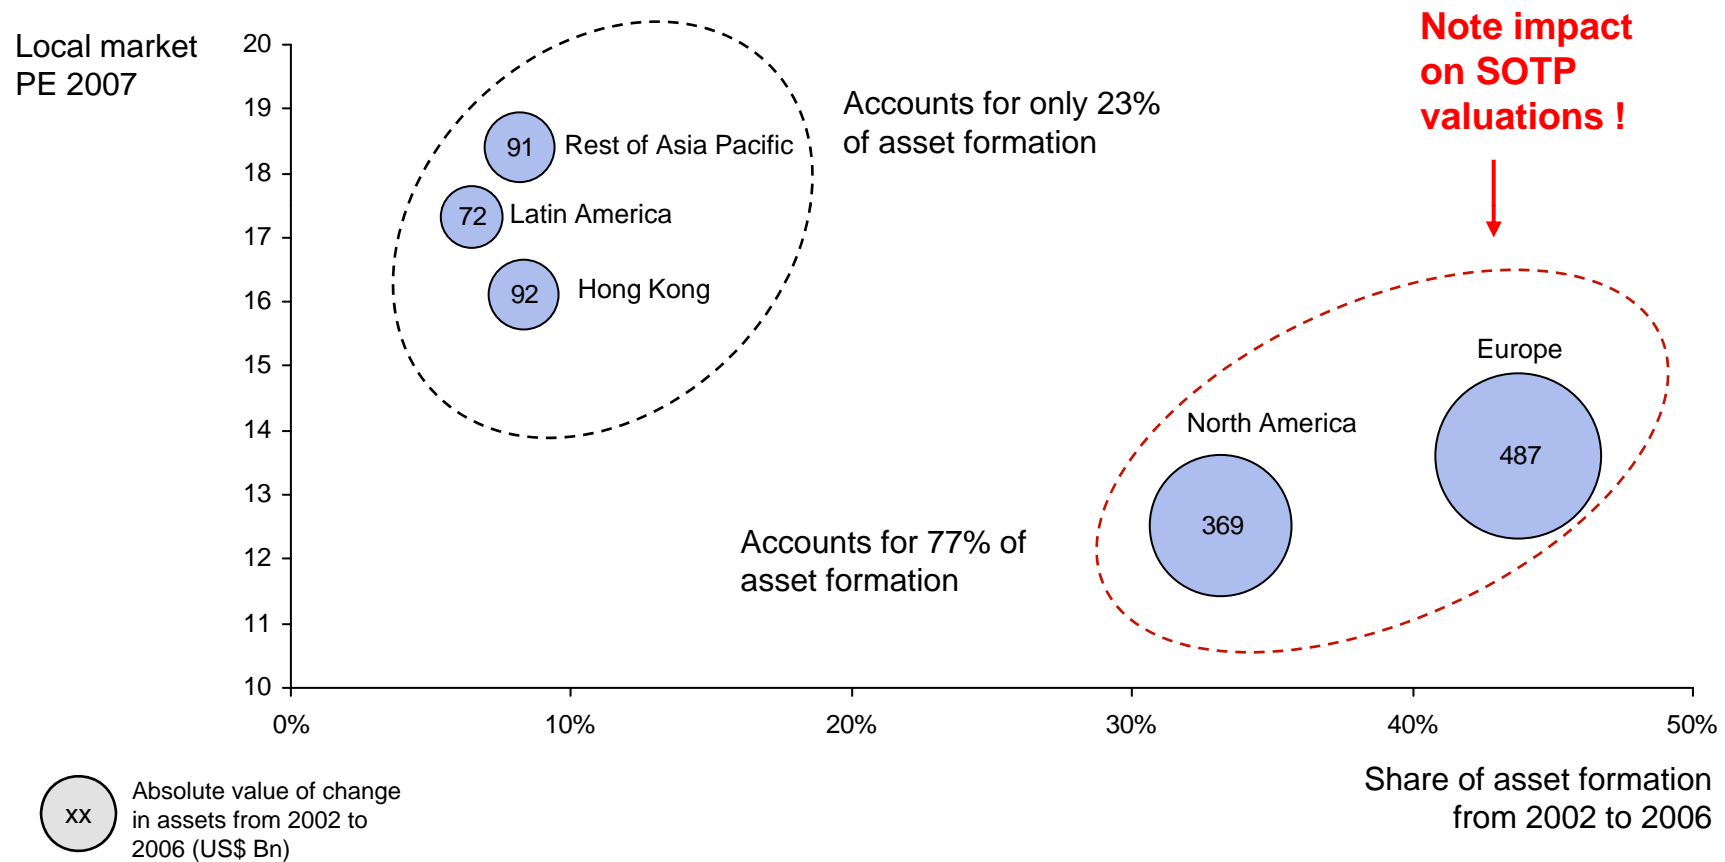 Local market
PE 2007
20
19
18
17
16
15
14
13
12
11
10
0%
10%
20%
30%
40%
50%
91
Rest of Asia Pacific
72
Latin America
92
Hong Kong
Accounts for only 23%
of asset formation
Note impact
on SOTP
valuations !
Europe
487
North America
369
Accounts for 77% of
asset formation
Share of asset formation
from 2002 to 2006
xx
Absolute value of change
in assets from 2002 to
2006 (US$ Bn)